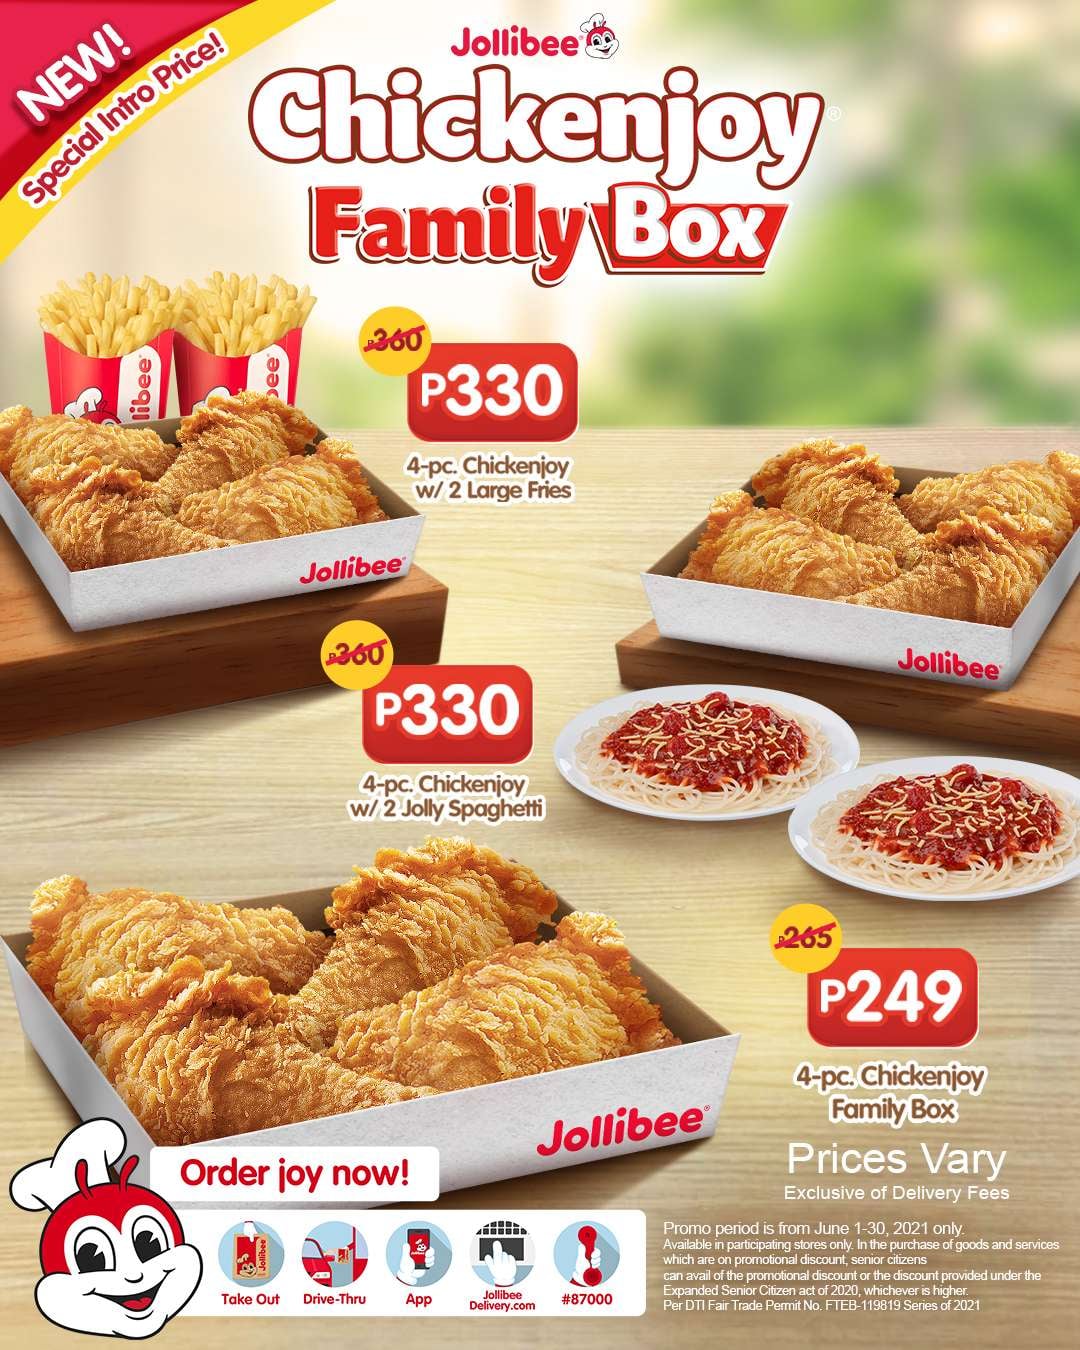 NEW!
Special Intro Price!
Jollibee®
Chickenjoy®
Family Box
P360
P330
4-pc. Chickenjoy
w/ 2 Large Fries
libee®
ee®
Jollibee®
Jollibee®
P360
P330
4-pc. Chickenjoy
w/ 2 Jolly Spaghetti
P265
P249
4-pc. Chickenjoy
Family Box
Jollibee®
Prices Vary
Exclusive of Delivery Fees
Order joy now!
Jollibee
Take Out
Drive-Thru
App
Jollibee
Delivery.com
#87000
Promo period is from June 1-30, 2021 only.
Available in participating stores only. In the purchase of goods and services
which are on promotional discount, senior citizens
can avail of the promotional discount or the discount provided under the
Expanded Senior Citizen act of 2020, whichever is higher.
Per DTI Fair Trade Permit No. FTEB-119819 Series of 2021